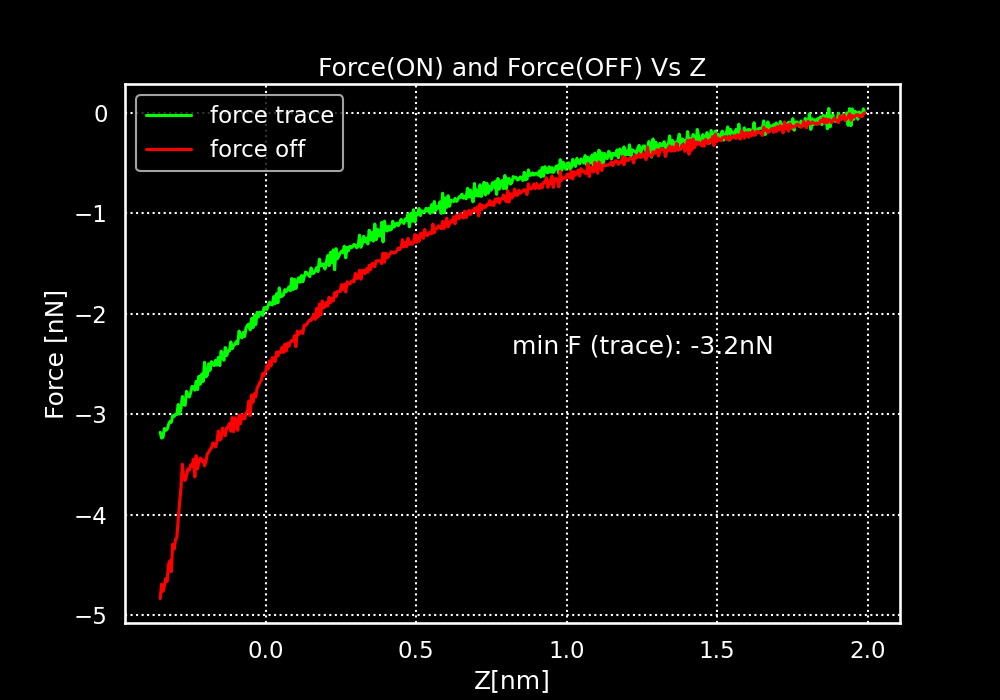 Force(ON) and Force(OFF) Vs Z
force trace
force off
0
−1
−2
−3
−4
−5
Force [nN]
min F (trace): -3.2nN
0.0 0.5 1.0 1.5 2.0
Z[nm]